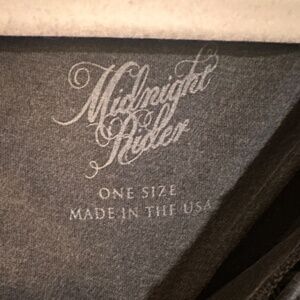 Midnight
Rider
ONE SIZE
MADE IN THE USA